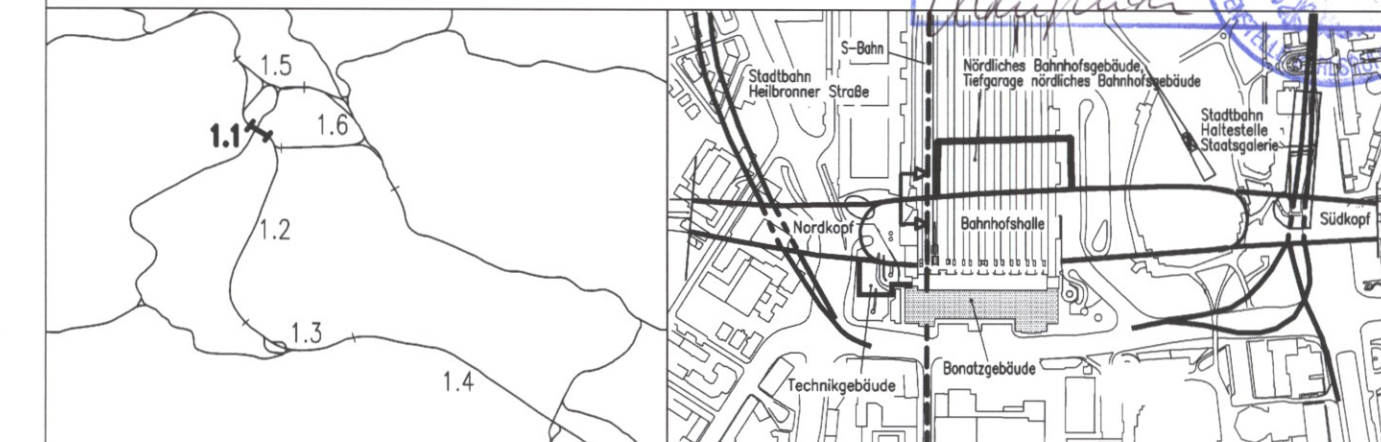 1.5
1.1
1.6
1.2
1.3
1.4
S-Bahn
Nördliches Bahnhofsgebäude,
Tiefgarage nördliches Bahnhofsgebäude
Stadtbahn
Heilbronner Straße
Stadtbahn
Haltestelle
Staatsgalerie
Nordkopf
Bahnhofshalle
Südkopf
Technikgebäude
Bonatzgebäude